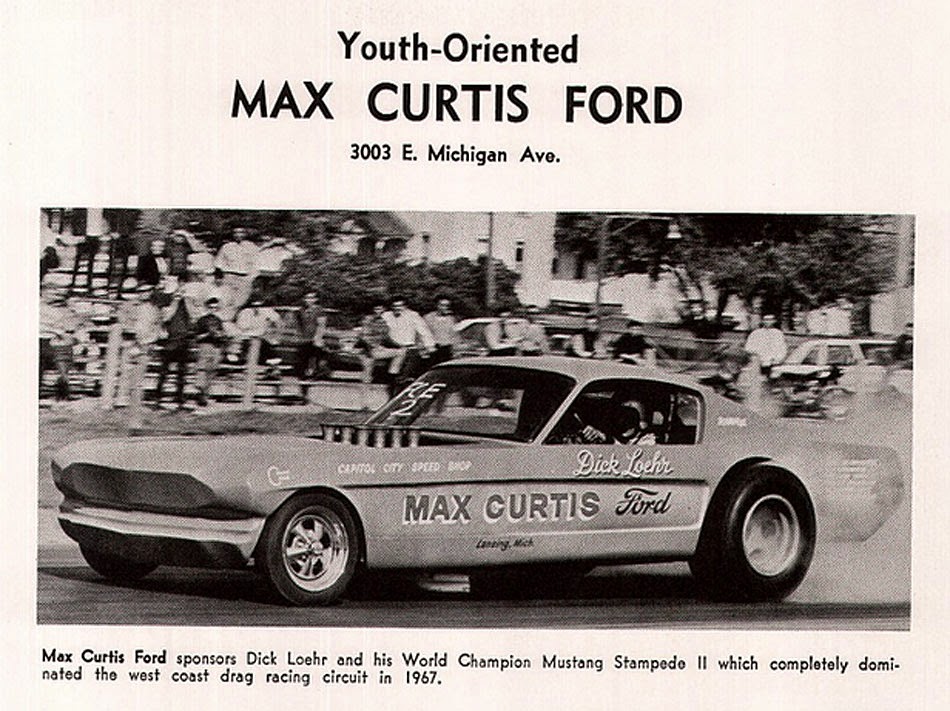 Youth-Oriented
MAX CURTIS FORD
3003 E. Michigan Ave.
CAPITOL CITY SPEED SHOP
Dick Loehr
MAX CURTIS Ford
Lansing, Mich.
Max Curtis Ford sponsors Dick Loehr and his World Champion Mustang Stampede II which completely domi-
nated the west coast drag racing circuit in 1967.